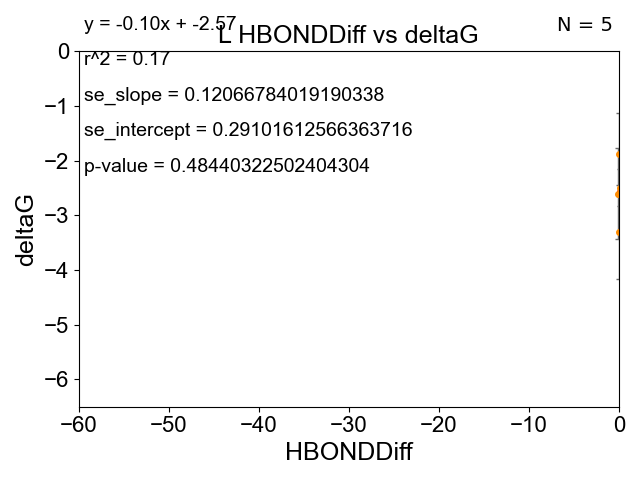 y = -0.10x + -2.57
N = 5
L HBONDDiff vs deltaG
r^2 = 0.17
se_slope = 0.12066784019190338
se_intercept = 0.29101612566363716
p-value = 0.48440322502404304
0
−1
−2
−3
−4
−5
−6
deltaG
−60 −50 −40 −30 −20 −10 0
HBONDDiff